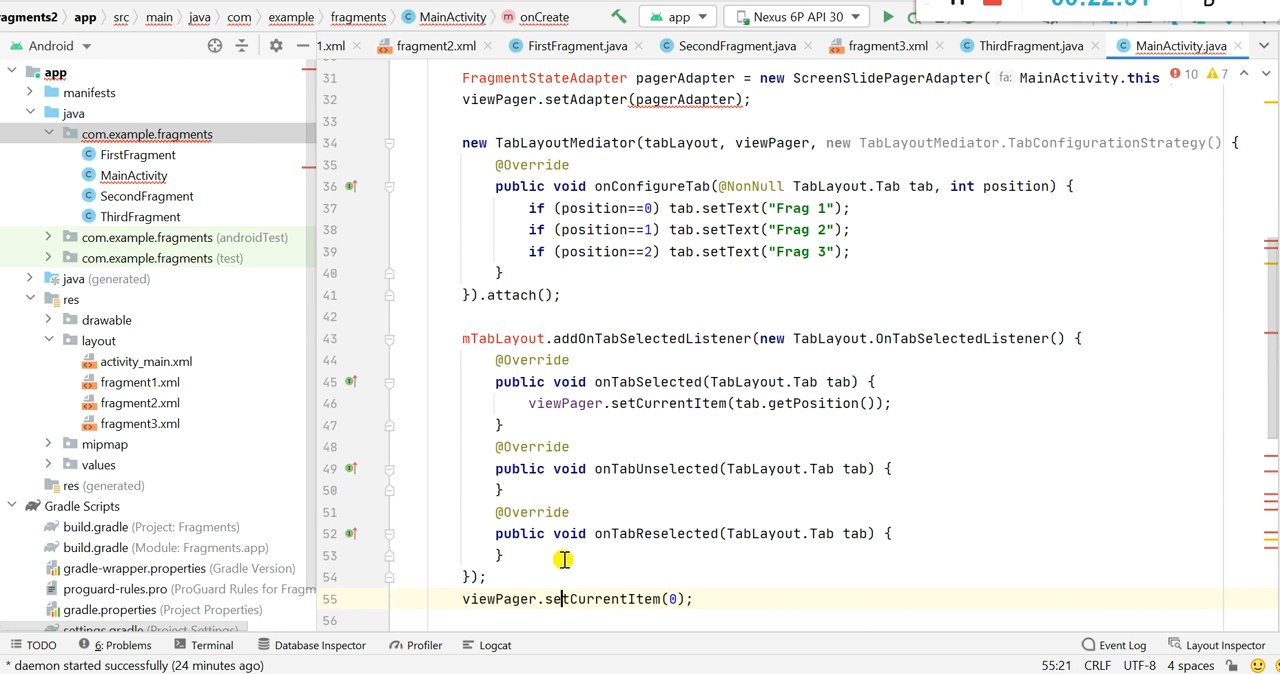 ragments2 app src main java com example fragments MainActivity onCreate app Nexus 6P API 30
Android
1.xml fragment2.xml FirstFragment.java SecondFragment.java fragment3.xml ThirdFragment.java MainActivity.java
app
manifests
java
com.example.fragments
FirstFragment
MainActivity
SecondFragment
ThirdFragment
com.example.fragments (androidTest)
com.example.fragments (test)
java (generated)
res
drawable
layout
activity_main.xml
fragment1.xml
fragment2.xml
fragment3.xml
mipmap
values
res (generated)
Gradle Scripts
build.gradle (Project: Fragments)
build.gradle (Module: Fragments.app)
gradle-wrapper.properties (Gradle Version)
proguard-rules.pro (ProGuard Rules for Fragm
gradle.properties (Project Properties)
settings.gradle (Project Settings)
31 FragmentStateAdapter pagerAdapter = new ScreenSlidePagerAdapter( fa: MainActivity.this 10 7
32 viewPager.setAdapter(pagerAdapter);
33
34 new TabLayoutMediator(tabLayout, viewPager, new TabLayoutMediator.TabConfigurationStrategy() {
35 @Override
36 public void onConfigureTab(@NonNull TabLayout.Tab tab, int position) {
37 if (position==0) tab.setText("Frag 1");
38 if (position==1) tab.setText("Frag 2");
39 if (position==2) tab.setText("Frag 3");
40 }
41 }).attach();
42
43 mTabLayout.addOnTabSelectedListener(new TabLayout.OnTabSelectedListener() {
44 @Override
45 public void onTabSelected(TabLayout.Tab tab) {
46 viewPager.setCurrentItem(tab.getPosition());
47 }
48 @Override
49 public void onTabUnselected(TabLayout.Tab tab) {
50 }
51 @Override
52 public void onTabReselected(TabLayout.Tab tab) {
53 }
54 });
55 viewPager.setCurrentItem(0);
56
TODO 6: Problems Terminal Database Inspector Profiler Logcat Event Log Layout Inspector
* daemon started successfully (24 minutes ago) 55:21 CRLF UTF-8 4 spaces